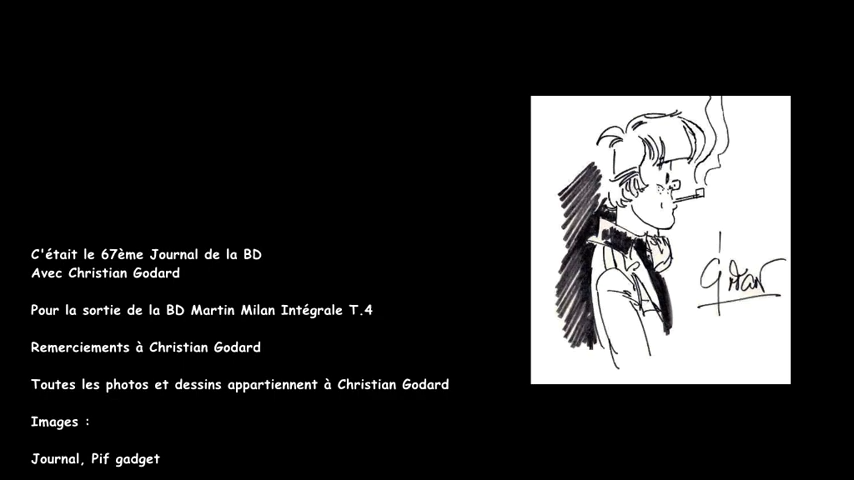 C'était le 67ème Journal de la BD
Avec Christian Godard
Pour la sortie de la BD Martin Milan Intégrale T.4
Remerciements à Christian Godard
Toutes les photos et dessins appartiennent à Christian Godard
Images :
Journal, Pif gadget